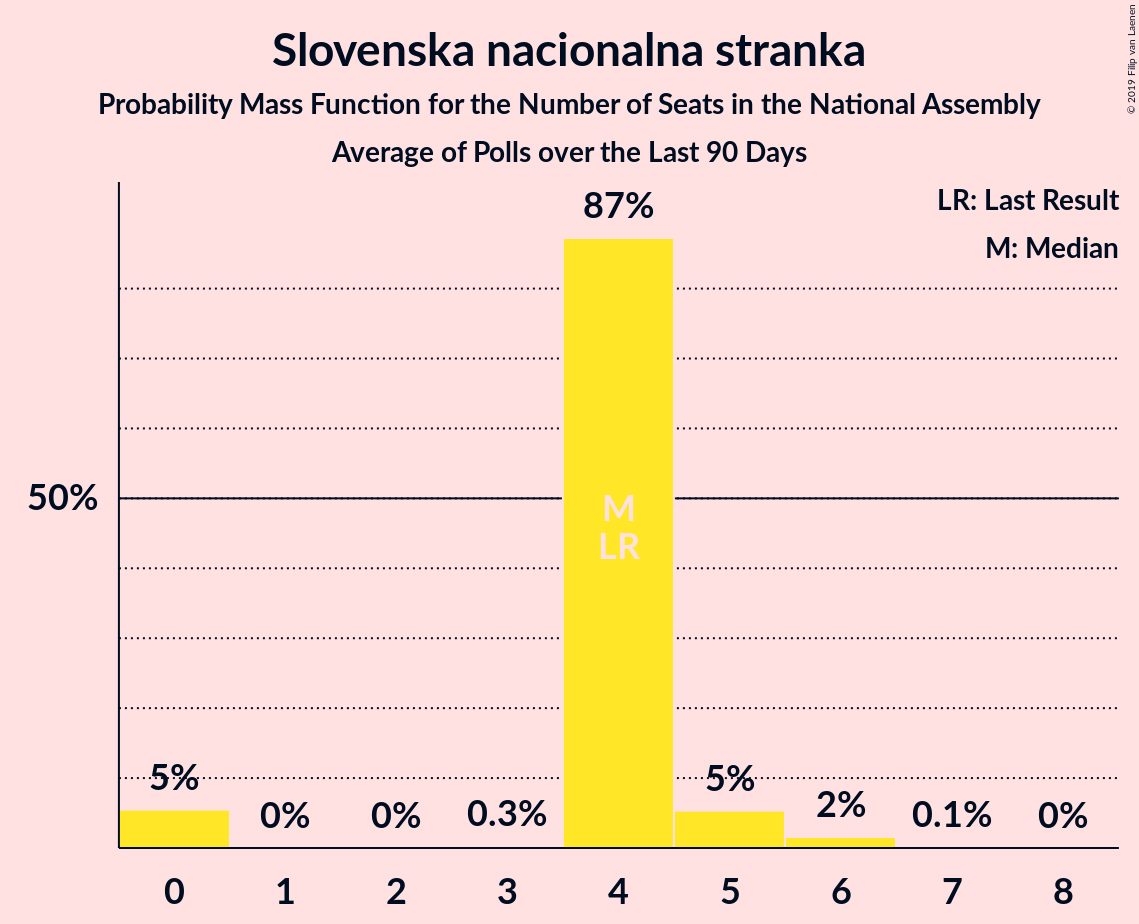 Slovenska nacionalna stranka
Probability Mass Function for the Number of Seats in the National Assembly
Average of Polls over the Last 90 Days
© 2019 Filip van Laenen
LR: Last Result
M: Median
87%
50%
M
LR
5%
0%
0%
0.3%
5%
2%
0.1%
0%
0
1
2
3
4
5
6
7
8